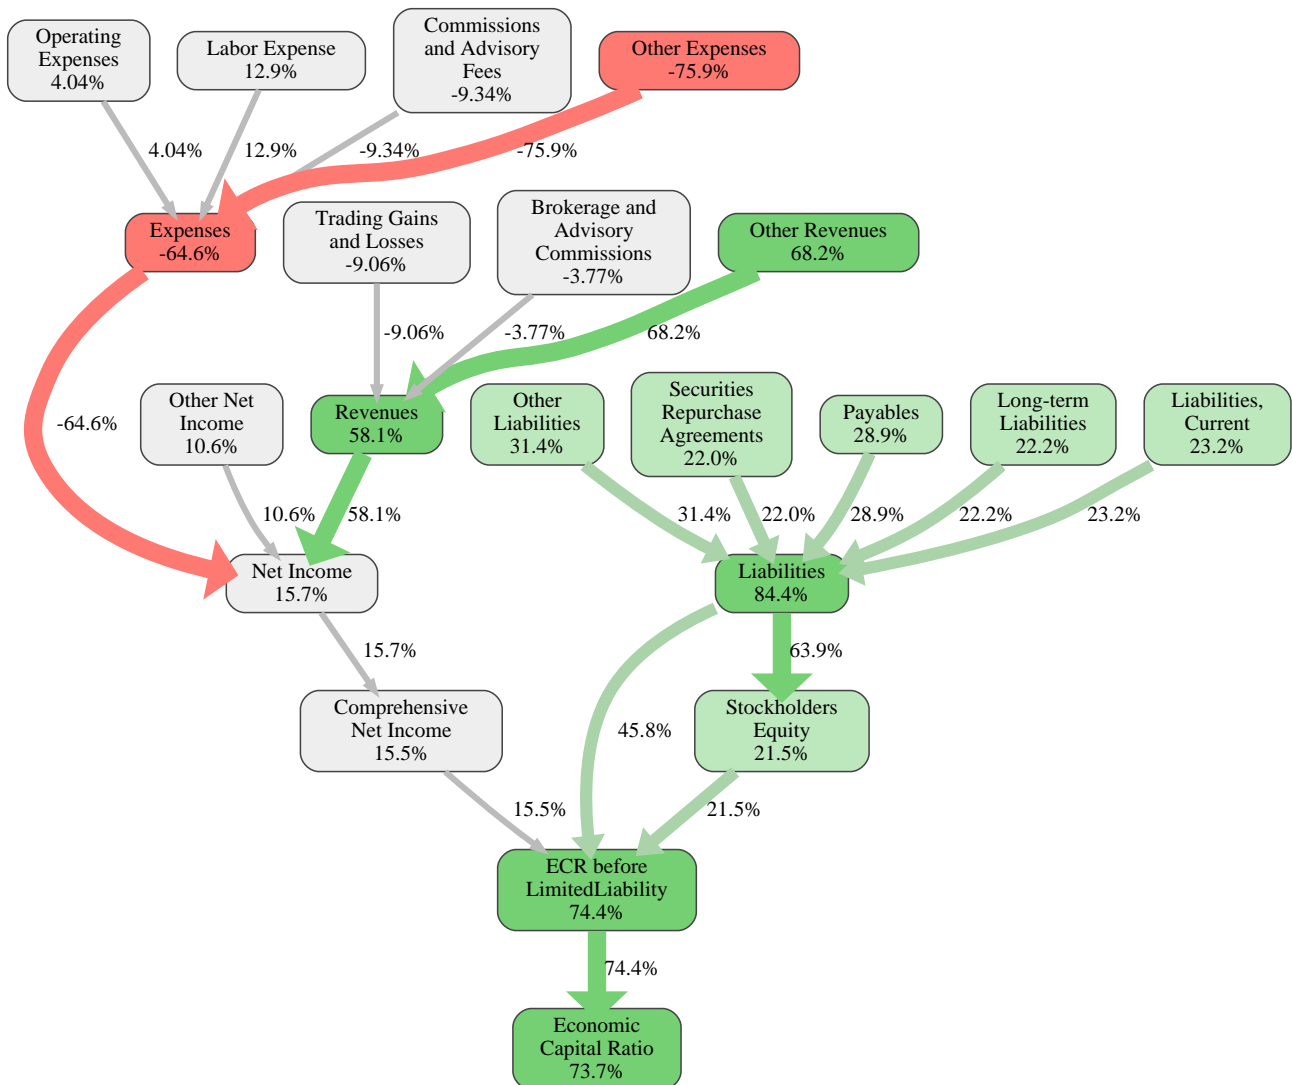 Operating
Expenses
4.04%
Labor Expense
12.9%
Commissions
and Advisory
Fees
-9.34%
Other Expenses
-75.9%
4.04%
12.9%
-9.34%
-75.9%
Expenses
-64.6%
Trading Gains
and Losses
-9.06%
Brokerage and
Advisory
Commissions
-3.77%
Other Revenues
68.2%
-9.06%
-3.77%
68.2%
-64.6%
Other Net
Income
10.6%
Revenues
58.1%
Other
Liabilities
31.4%
Securities
Repurchase
Agreements
22.0%
Payables
28.9%
Long-term
Liabilities
22.2%
Liabilities,
Current
23.2%
10.6%
58.1%
31.4%
22.0%
28.9%
22.2%
23.2%
Net Income
15.7%
Liabilities
84.4%
15.7%
63.9%
Comprehensive
Net Income
15.5%
45.8%
Stockholders
Equity
21.5%
15.5%
21.5%
ECR before
LimitedLiability
74.4%
74.4%
Economic
Capital Ratio
73.7%